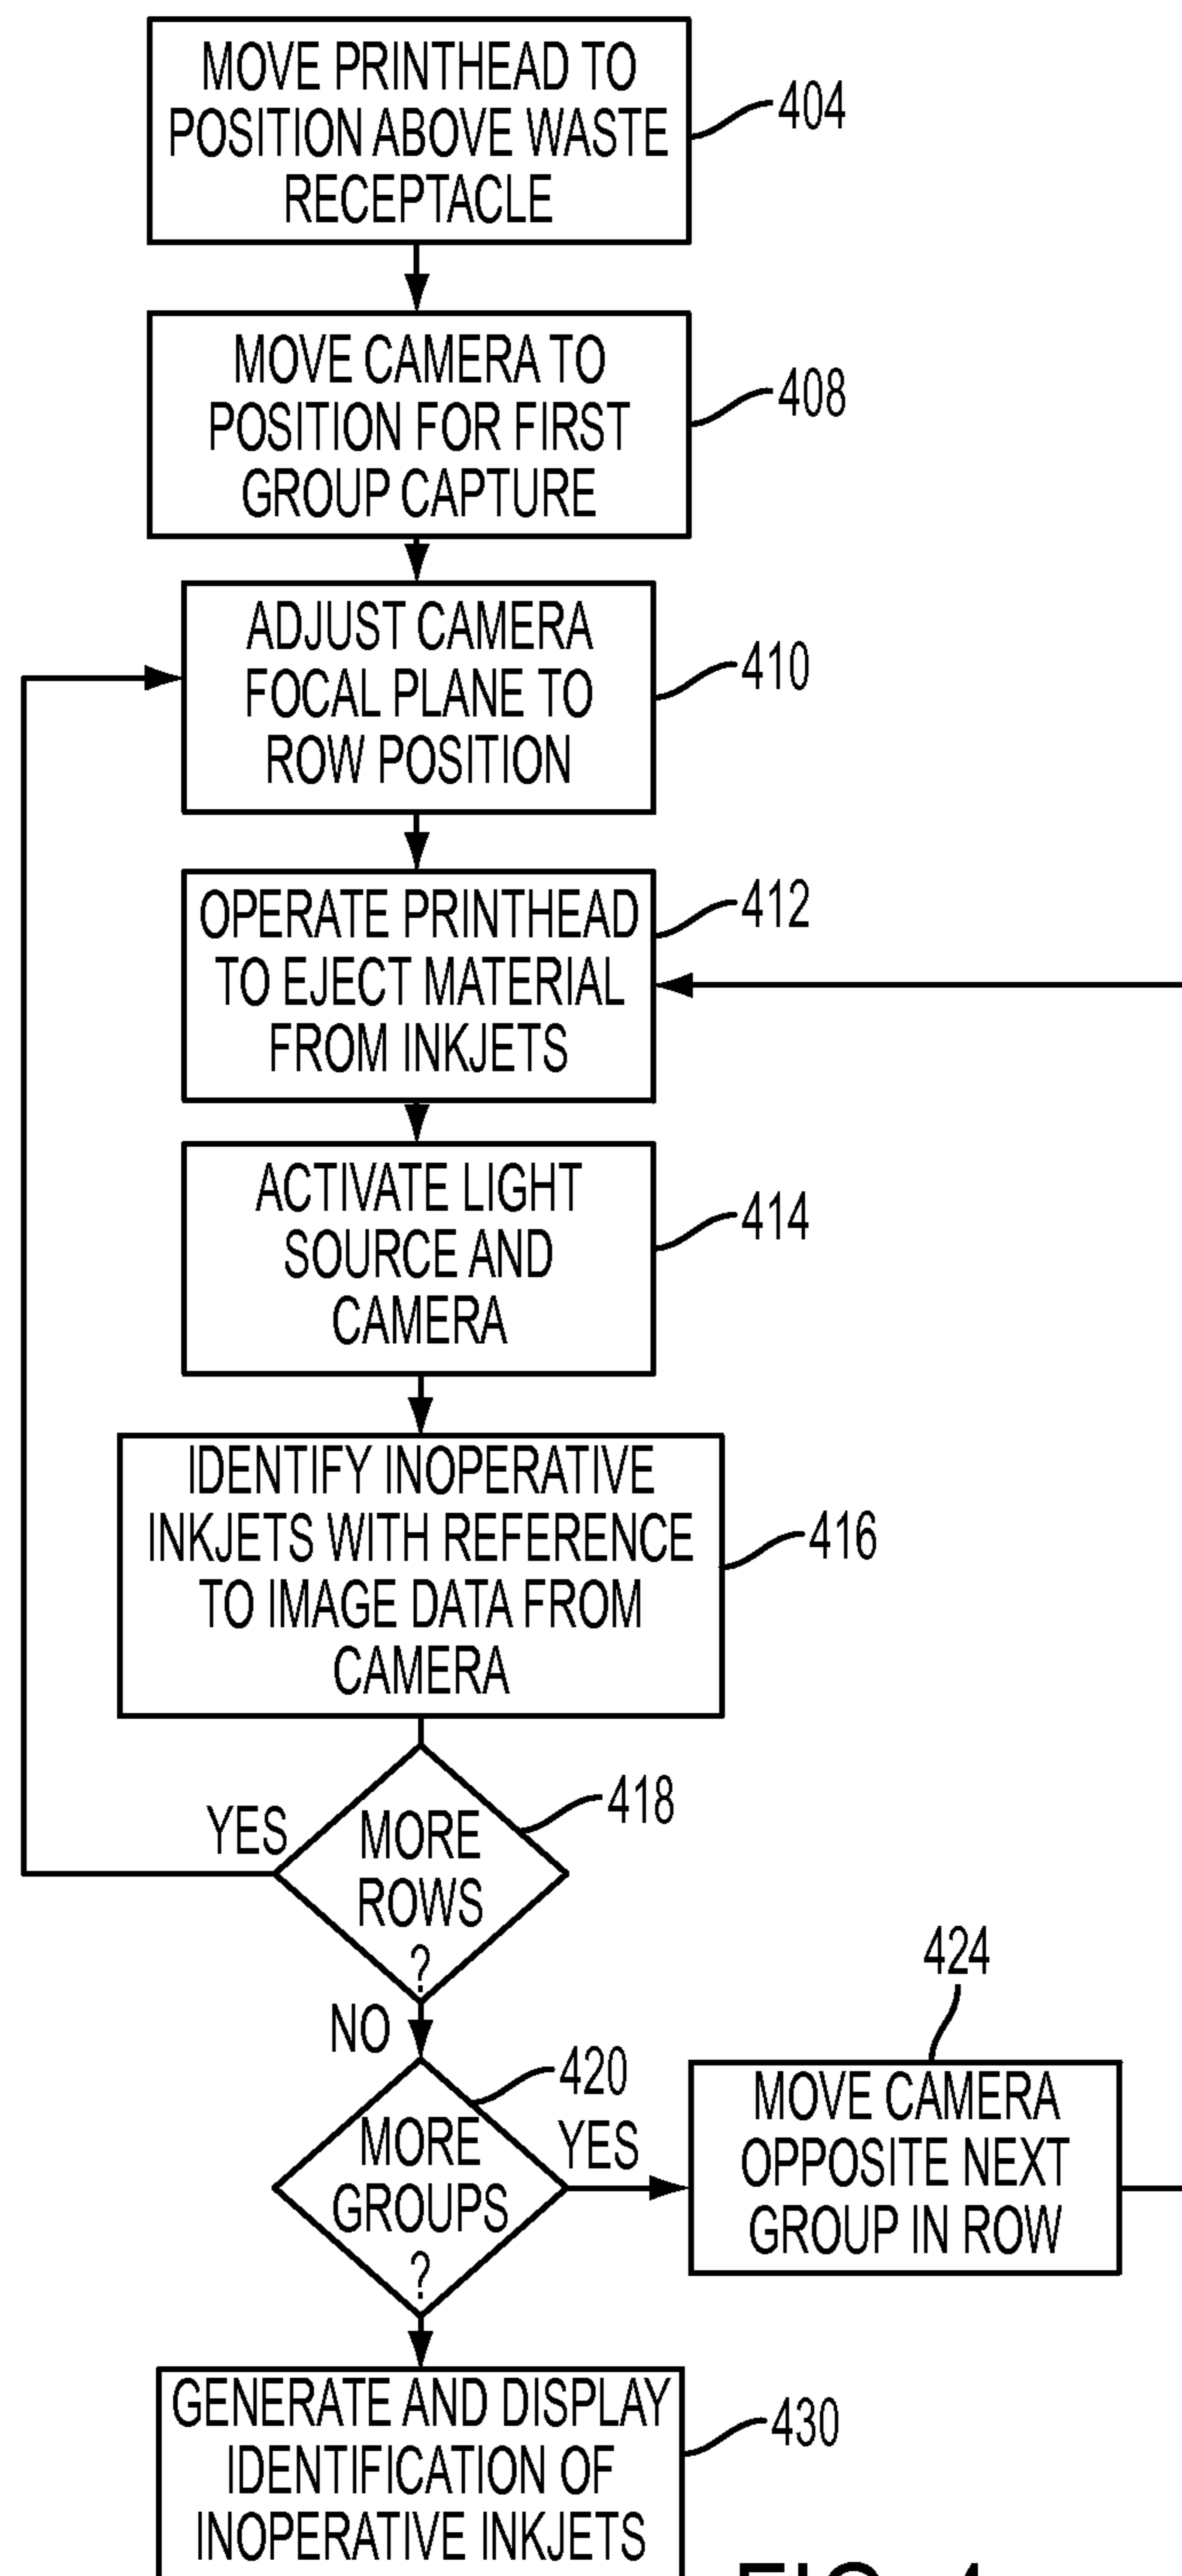 MOVE PRINTHEAD TO
POSITION ABOVE WASTE
RECEPTACLE
404
MOVE CAMERA TO
POSITION FOR FIRST
GROUP CAPTURE
408
ADJUST CAMERA
FOCAL PLANE TO
ROW POSITION
410
OPERATE PRINTHEAD
TO EJECT MATERIAL
FROM INKJETS
412
ACTIVATE LIGHT
SOURCE AND
CAMERA
414
IDENTIFY INOPERATIVE
INKJETS WITH REFERENCE
TO IMAGE DATA FROM
CAMERA
416
YES
MORE
ROWS
?
418
NO
MORE
GROUPS
?
420
YES
424
MOVE CAMERA
OPPOSITE NEXT
GROUP IN ROW
GENERATE AND DISPLAY
IDENTIFICATION OF
INOPERATIVE INKJETS
430